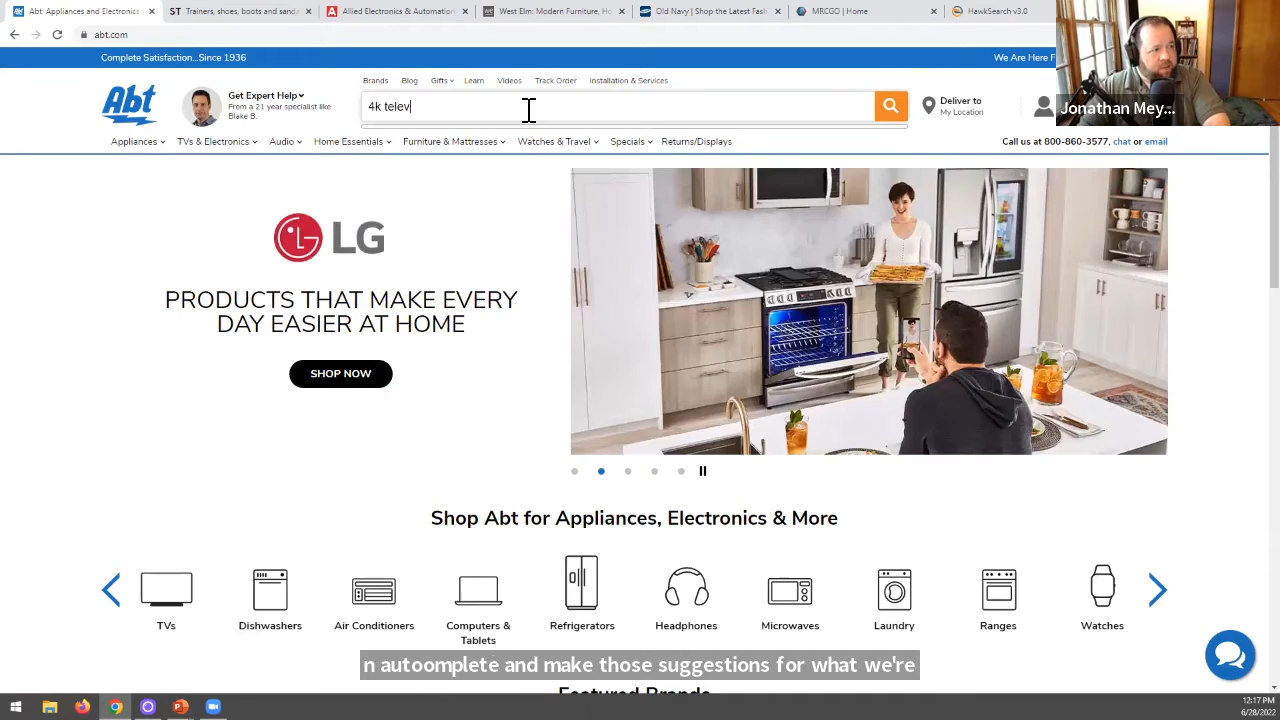 Abt: Appliances and Electronics
Trainers, shoes, boots and sanda
Allied Electronics & Automation
West Elm: Modern Furniture, Ho
Old Navy | Shop the Latest Fash
MRCGO | Home
HawkSearch v3.0
abt.com
Complete Satisfaction...Since 1936
We Are Here F
Brands Blog Gifts Learn Videos Track Order Installation & Services
Abt
Get Expert Help
From a 21 year specialist like
Blake B.
4k telev
Deliver to
My Location
Jonathan Mey...
Appliances TVs & Electronics Audio Home Essentials Furniture & Mattresses Watches & Travel Specials Returns/Displays
Call us at 800-860-3577, chat or email
LG
PRODUCTS THAT MAKE EVERY
DAY EASIER AT HOME
SHOP NOW
Shop Abt for Appliances, Electronics & More
TVs
Dishwashers
Air Conditioners
Computers &
Tablets
Refrigerators
Headphones
Microwaves
Laundry
Ranges
Watches
n autoomplete and make those suggestions for what we're
Featured Brands
12:17 PM
6/28/2022